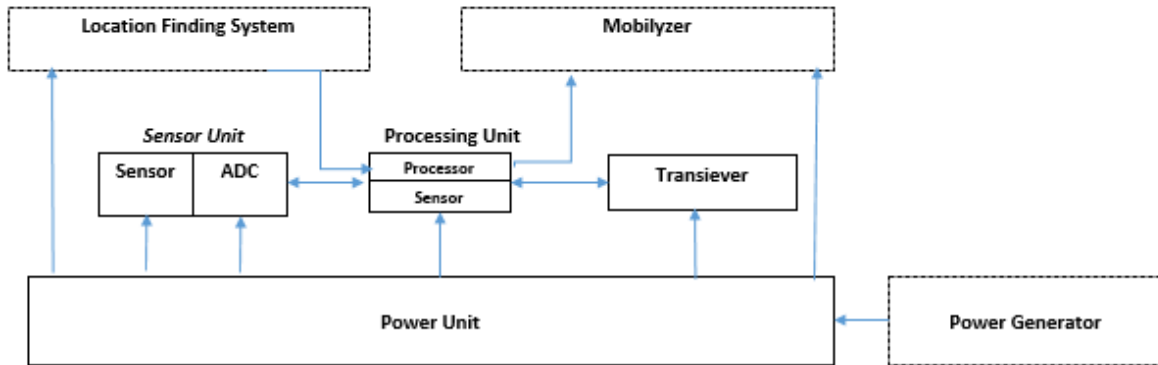 Location Finding System
Mobilyzer
Sensor Unit
Processing Unit
Sensor
ADC
Processor
Sensor
Transiever
Power Unit
Power Generator